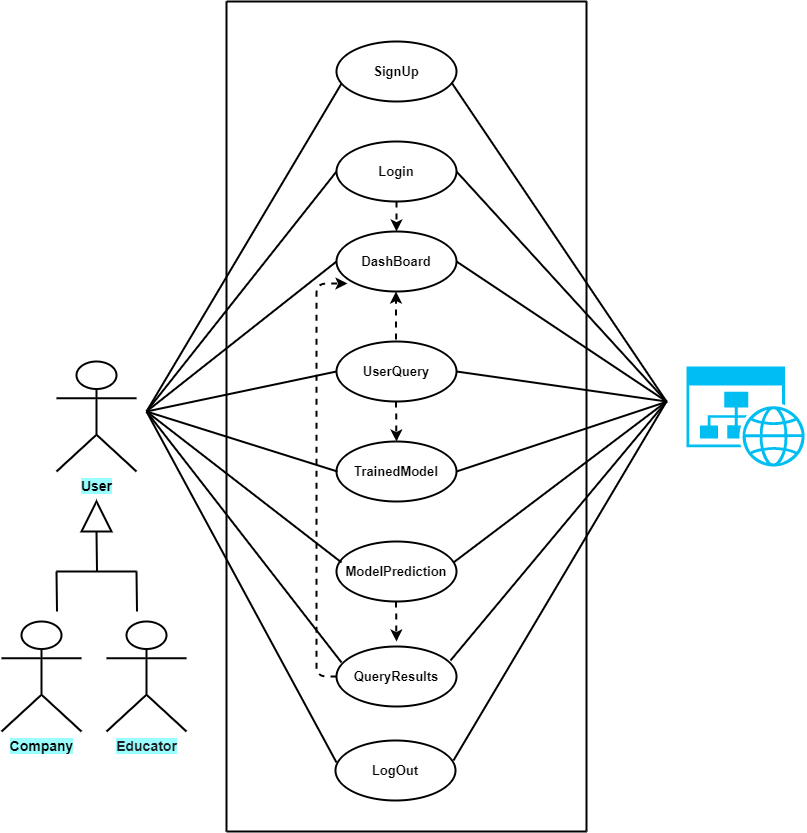 SignUp
Login
DashBoard
UserQuery
TrainedModel
User
ModelPrediction
QueryResults
Company
Educator
LogOut